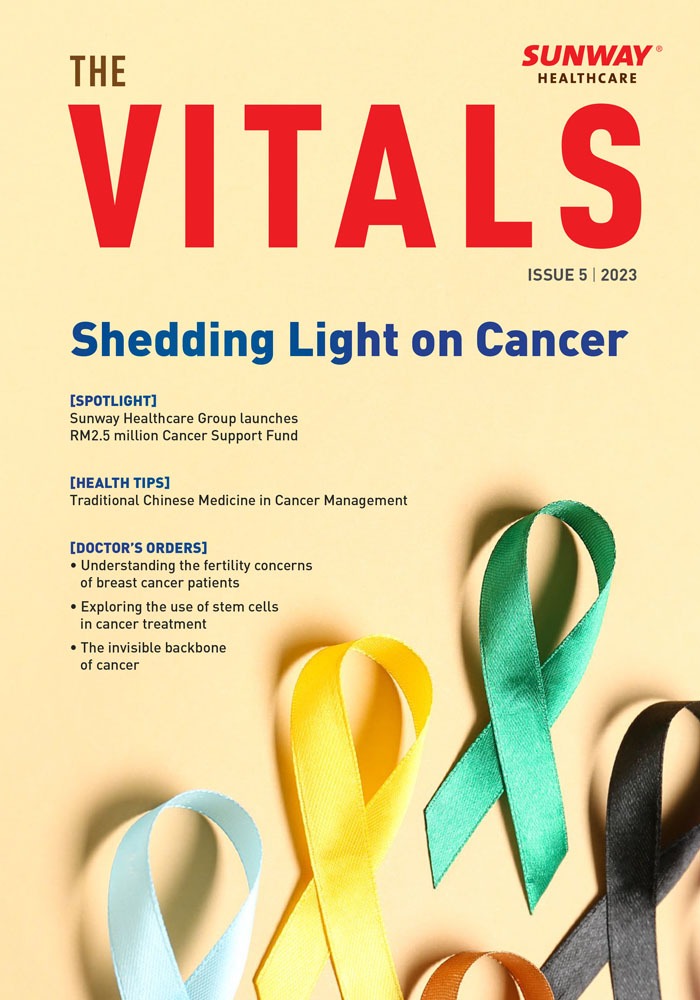 THE
SUNWAY®
HEALTHCARE
VITALS
ISSUE 5 | 2023
Shedding Light on Cancer
[SPOTLIGHT]
Sunway Healthcare Group launches
RM2.5 million Cancer Support Fund
[HEALTH TIPS]
Traditional Chinese Medicine in Cancer Management
[DOCTOR'S ORDERS]
• Understanding the fertility concerns
of breast cancer patients
• Exploring the use of stem cells
in cancer treatment
• The invisible backbone
of cancer